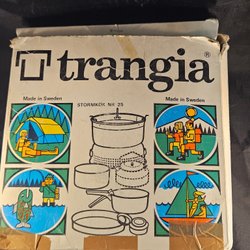 trangia®
Made in Sweden
STORMKÖK NR 25
Made in Sweden